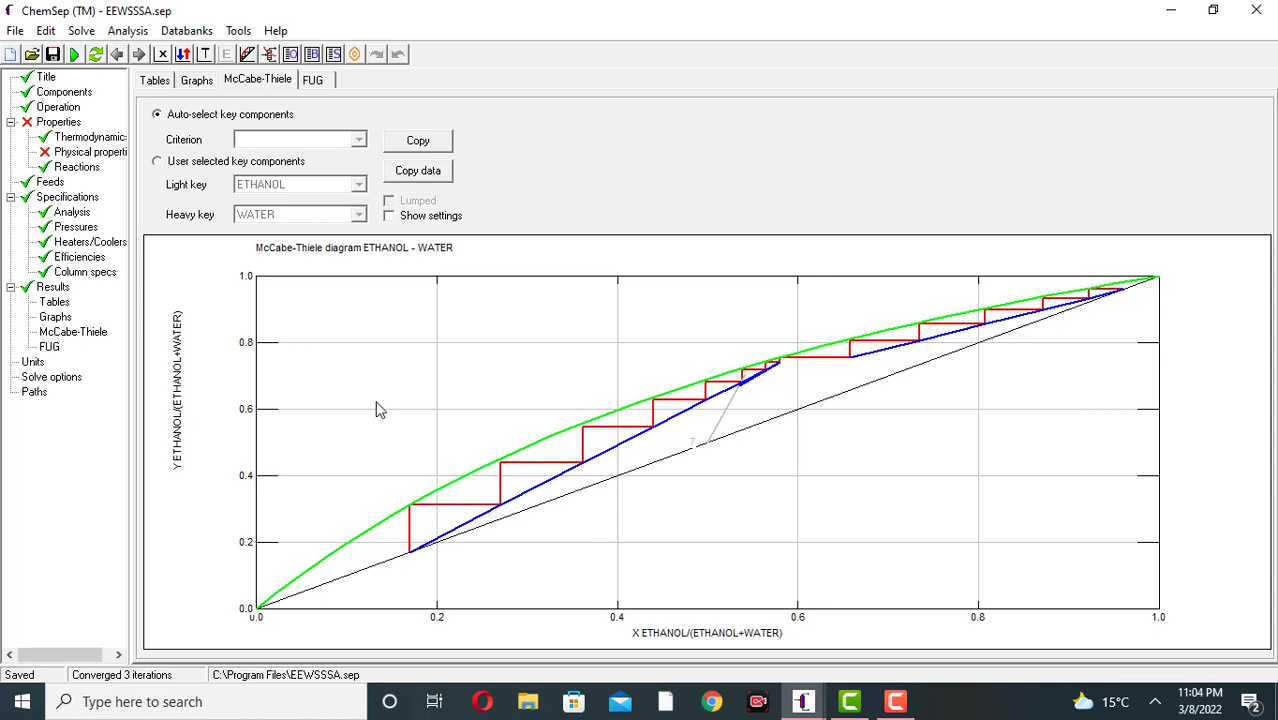 ChemSep (TM) - EEWSSSA.sep
File Edit Solve Analysis Databanks Tools Help
Title
Components
Operation
Properties
Thermodynamic:
Physical properti
Reactions
Feeds
Specifications
Analysis
Pressures
Heaters/Coolers
Efficiencies
Column specs
Results
Tables
Graphs
McCabe-Thiele
FUG
Units
Solve options
Paths
Tables Graphs McCabe-Thiele FUG
Auto-select key components
Criterion
Copy
User selected key components
Copy data
Light key ETHANOL
Lumped
Heavy key WATER
Show settings
McCabe-Thiele diagram ETHANOL - WATER
Y ETHANOL/(ETHANOL+WATER)
1.0
0.8
0.6
0.4
0.2
0.0
7
0.0 0.2 0.4 0.6 0.8 1.0
X ETHANOL/(ETHANOL+WATER)
Saved Converged 3 iterations C:\Program Files\EEWSSSA.sep
Type here to search
15°C
11:04 PM
3/8/2022
2